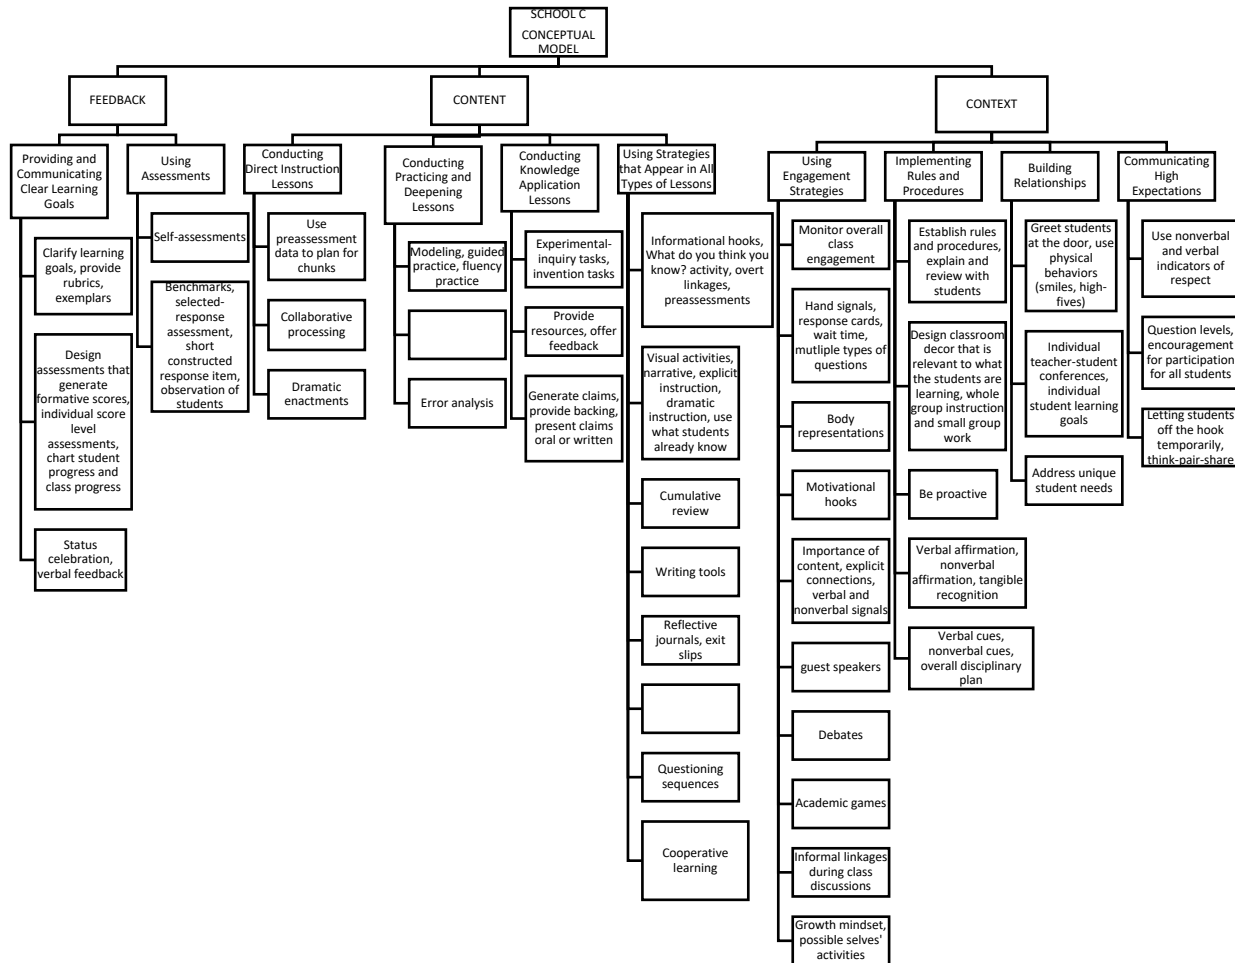 SCHOOL C
CONCEPTUAL
MODEL
FEEDBACK
CONTENT
CONTEXT
Providing and
Communicating
Clear Learning
Goals
Using
Assessments
Conducting
Direct Instruction
Lessons
Conducting
Practicing and
Deepening
Lessons
Conducting
Knowledge
Application
Lessons
Using Strategies
that Appear in All
Types of Lessons
Using
Engagement
Strategies
Implementing
Rules and
Procedures
Building
Relationships
Communicating
High
Expectations
Clarify learning
goals, provide
rubrics,
exemplars
Design
assessments that
generate
formative scores,
individual score
level
assessments,
chart student
progress and
class progress
Status
celebration,
verbal feedback
Self-assessments
Benchmarks,
selected-
response
assessment,
short
constructed
response item,
observation of
students
Use
preassessment
data to plan for
chunks
Collaborative
processing
Dramatic
enactments
Modeling, guided
practice, fluency
practice
Error analysis
Experimental-
inquiry tasks,
invention tasks
Provide
resources, offer
feedback
Generate claims,
provide backing,
present claims
oral or written
Informational hooks,
What do you think you
know? activity, overt
linkages,
preassessments
Visual activities,
narrative, explicit
instruction,
dramatic
instruction, use
what students
already know
Cumulative
review
Writing tools
Reflective
journals, exit
slips
Questioning
sequences
Cooperative
learning
Monitor overall
class
engagement
Hand signals,
response cards,
wait time,
mutliple types of
questions
Body
representations
Motivational
hooks
Importance of
content, explicit
connections,
verbal and
nonverbal signals
guest speakers
Debates
Academic games
Informal linkages
during class
discussions
Growth mindset,
possible selves'
activities
Establish rules
and procedures,
explain and
review with
students
Design classroom
decor that is
relevant to what
the students are
learning, whole
group instruction
and small group
work
Be proactive
Verbal affirmation,
nonverbal
affirmation, tangible
recognition
Verbal cues,
nonverbal cues,
overall disciplinary
plan
Greet students
at the door, use
physical
behaviors
(smiles, high-
fives)
Individual
teacher-student
conferences,
individual
student learning
goals
Address unique
student needs
Use nonverbal
and verbal
indicators of
respect
Question levels,
encouragement
for participation
for all students
Letting students
off the hook
temporarily,
think-pair-share